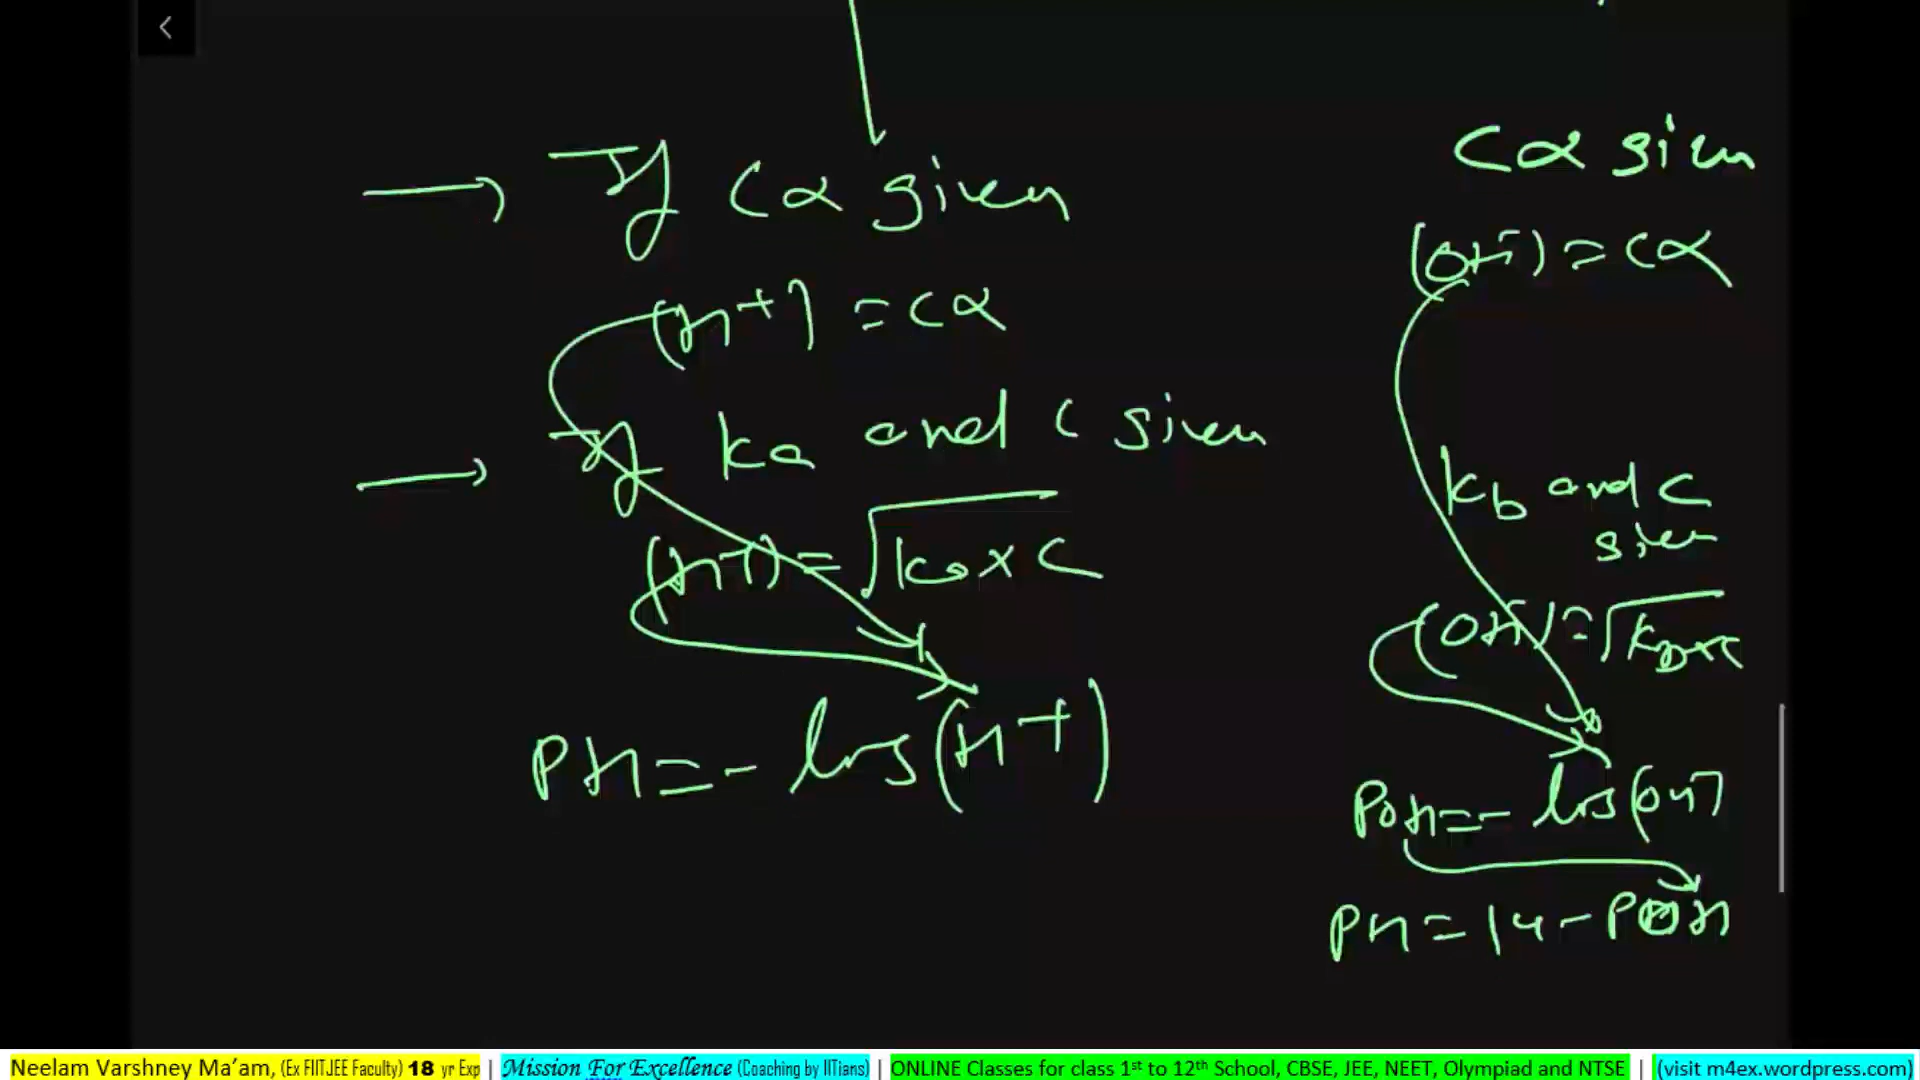 → If Cα given
(H+) = Cα
→ If Ka and C given
(H+) = √Ka x C
PH = - log(H+)
Cα given
(OH-) = Cα
Kb and C
given
(OH-) = √Kb x C
POH = - log(OH-)
PH = 14 - POH
Neelam Varshney Ma'am, (Ex FIITJEE Faculty) 18 yr Exp | Mission For Excellence (Coaching by IITians) | ONLINE Classes for class 1st to 12th School, CBSE, JEE, NEET, Olympiad and NTSE | (visit m4ex.wordpress.com)